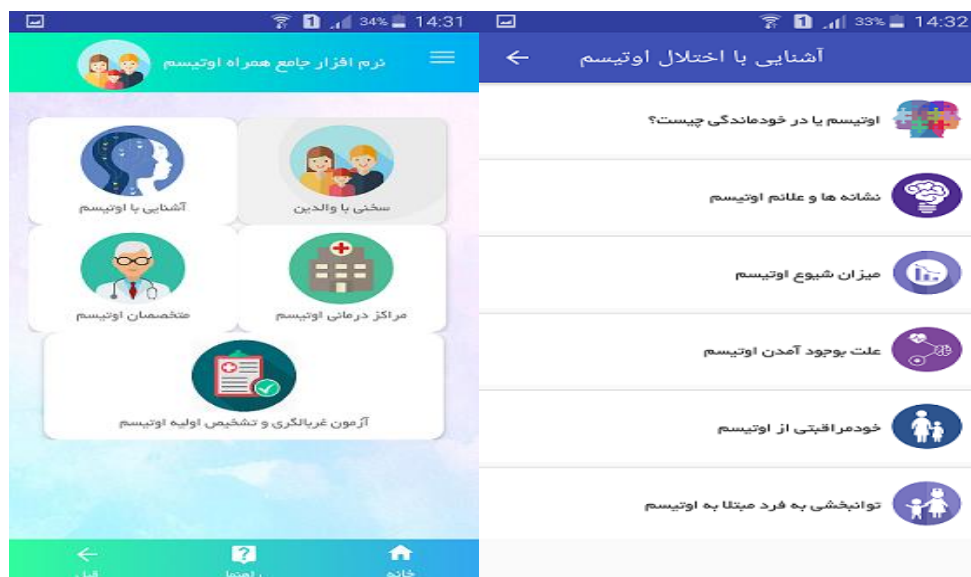 34% 14:31
نرم افزار جامع همراه اوتیسم
سخنی با والدین
آشنایی با اوتیسم
مراکز درمانی اوتیسم
متخصصان اوتیسم
آزمون غربالگری و تشخیص اولیه اوتیسم
خانه
راهنما
قبل
33% 14:32
آشنایی با اختلال اوتیسم
اوتیسم یا در خودماندگی چیست؟
نشانه ها و علائم اوتیسم
میزان شیوع اوتیسم
علت بوجود آمدن اوتیسم
خودمراقبتی از اوتیسم
توانبخشی به فرد مبتلا به اوتیسم